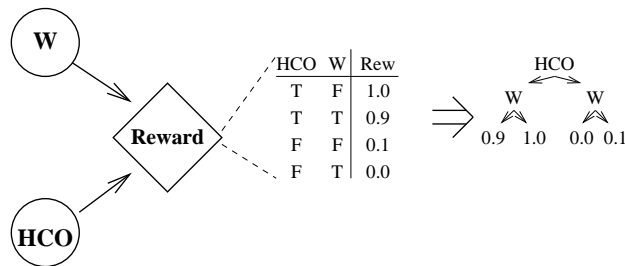 W
Reward
HCO
HCO W Rew
T F 1.0
T T 0.9
F F 0.1
F T 0.0
HCO
W W
0.9 1.0 0.0 0.1